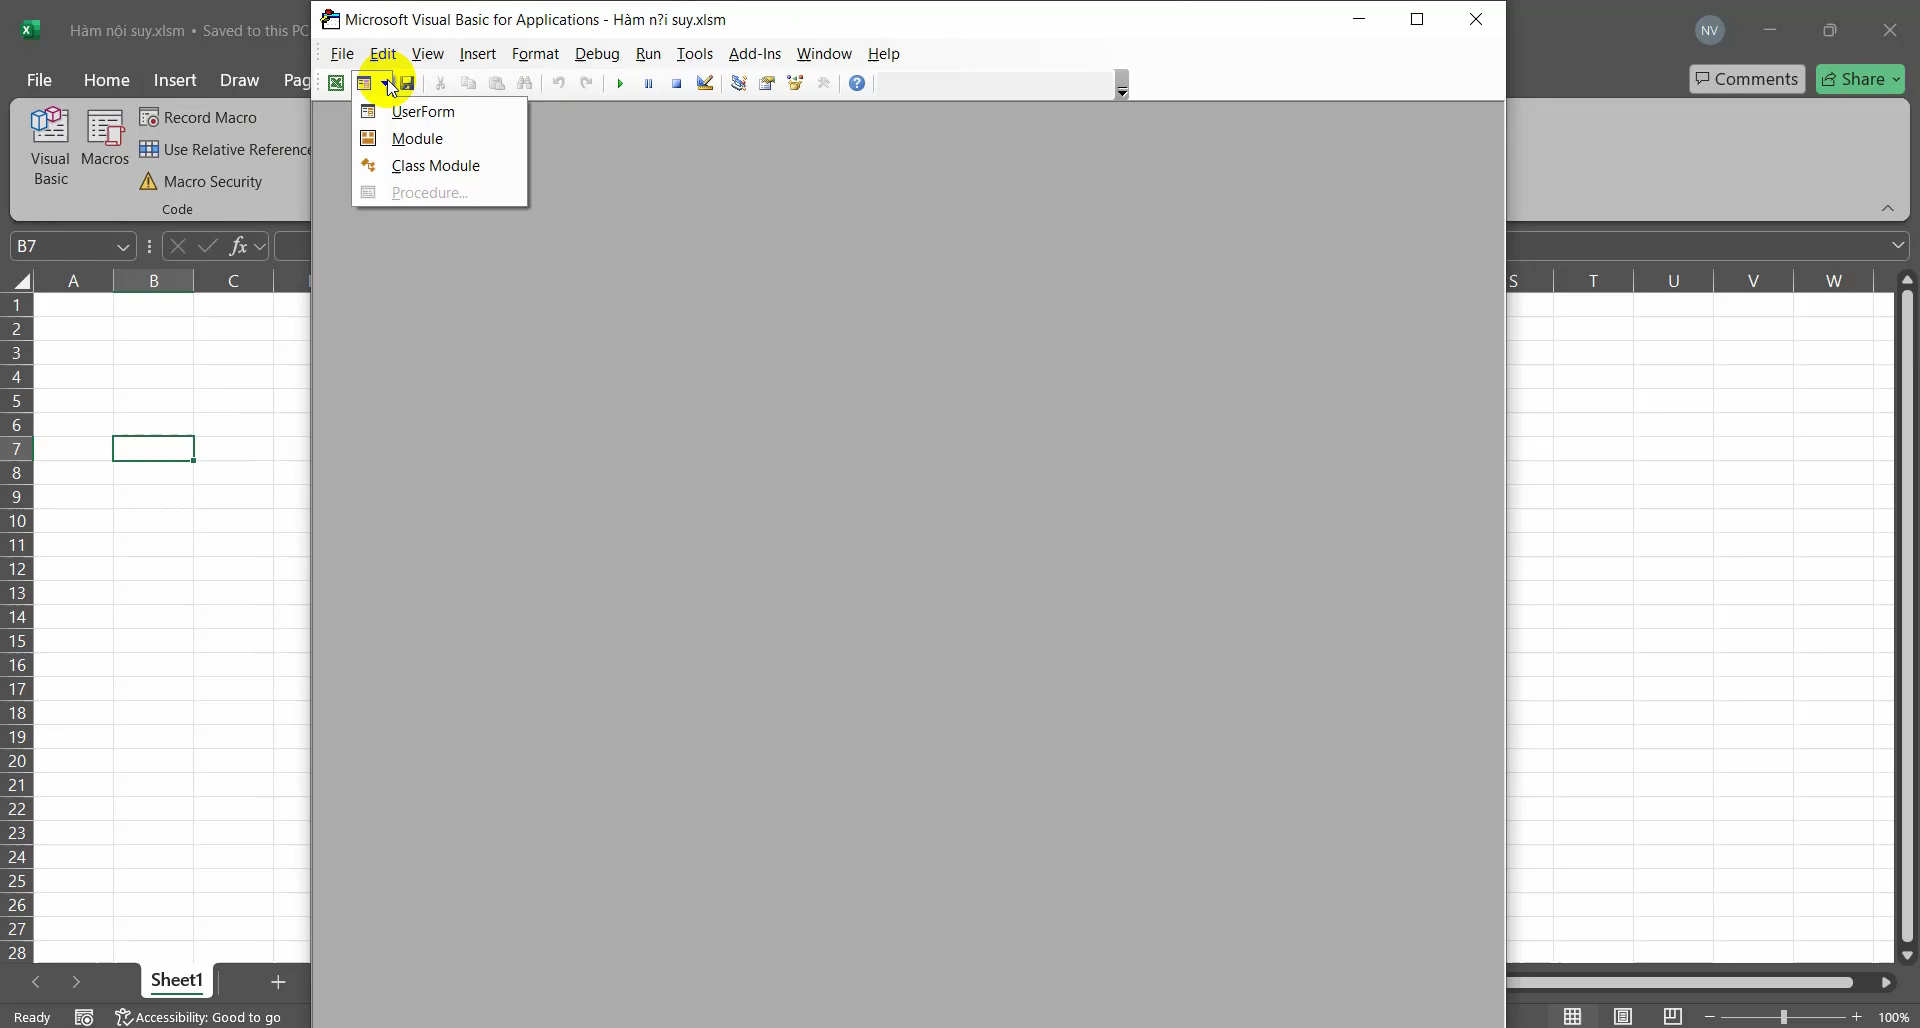 Hàm nội suy.xlsm • Saved to this PC
Microsoft Visual Basic for Applications - Hàm n?i suy.xlsm
NV
File Edit View Insert Format Debug Run Tools Add-Ins Window Help
File Home Insert Draw Pag
Comments Share
UserForm
Module
Class Module
Procedure...
Visual Basic
Macros
Record Macro
Use Relative Reference
Macro Security
Code
B7
fx
A B C S T U V W
1
2
3
4
5
6
7
8
9
10
11
12
13
14
15
16
17
18
19
20
21
22
23
24
25
26
27
28
Sheet1
Ready Accessibility: Good to go 100%